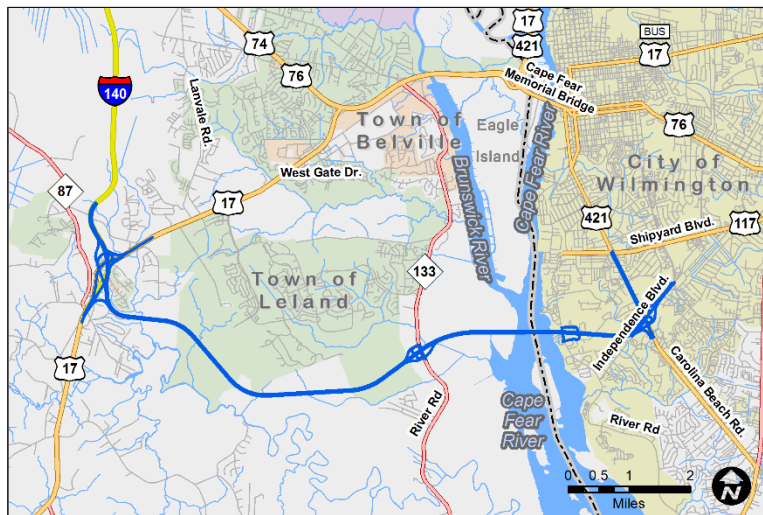 17
421
BUS
17
74
76
140
Lanvale Rd.
Cape Fear
Memorial Bridge
Town of
Belville
Eagle
Island
76
West Gate Dr.
Brunswick River
Cape Fear River
City of
Wilmington
87
17
421
Shipyard Blvd.
117
Town of
Leland
133
Independence Blvd.
17
Carolina Beach Rd
River Rd
Cape
Fear
River
River Rd
0 0.5 1 2
Miles
N